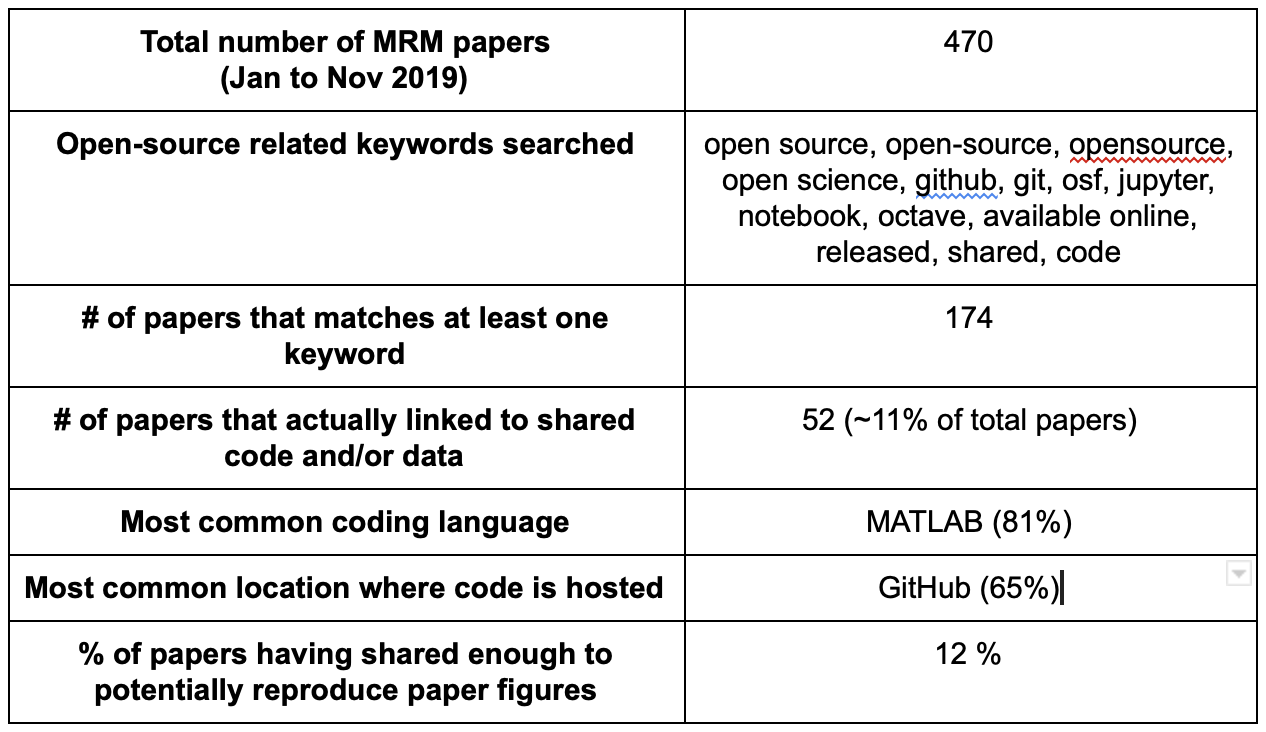 Total number of MRM papers
(Jan to Nov 2019)
470
Open-source related keywords searched
open source, open-source, opensource,
open science, github, git, osf, jupyter,
notebook, octave, available online,
released, shared, code
# of papers that matches at least one
keyword
174
# of papers that actually linked to shared
code and/or data
52 (~11% of total papers)
Most common coding language
MATLAB (81%)
Most common location where code is hosted
GitHub (65%)
% of papers having shared enough to
potentially reproduce paper figures
12 %